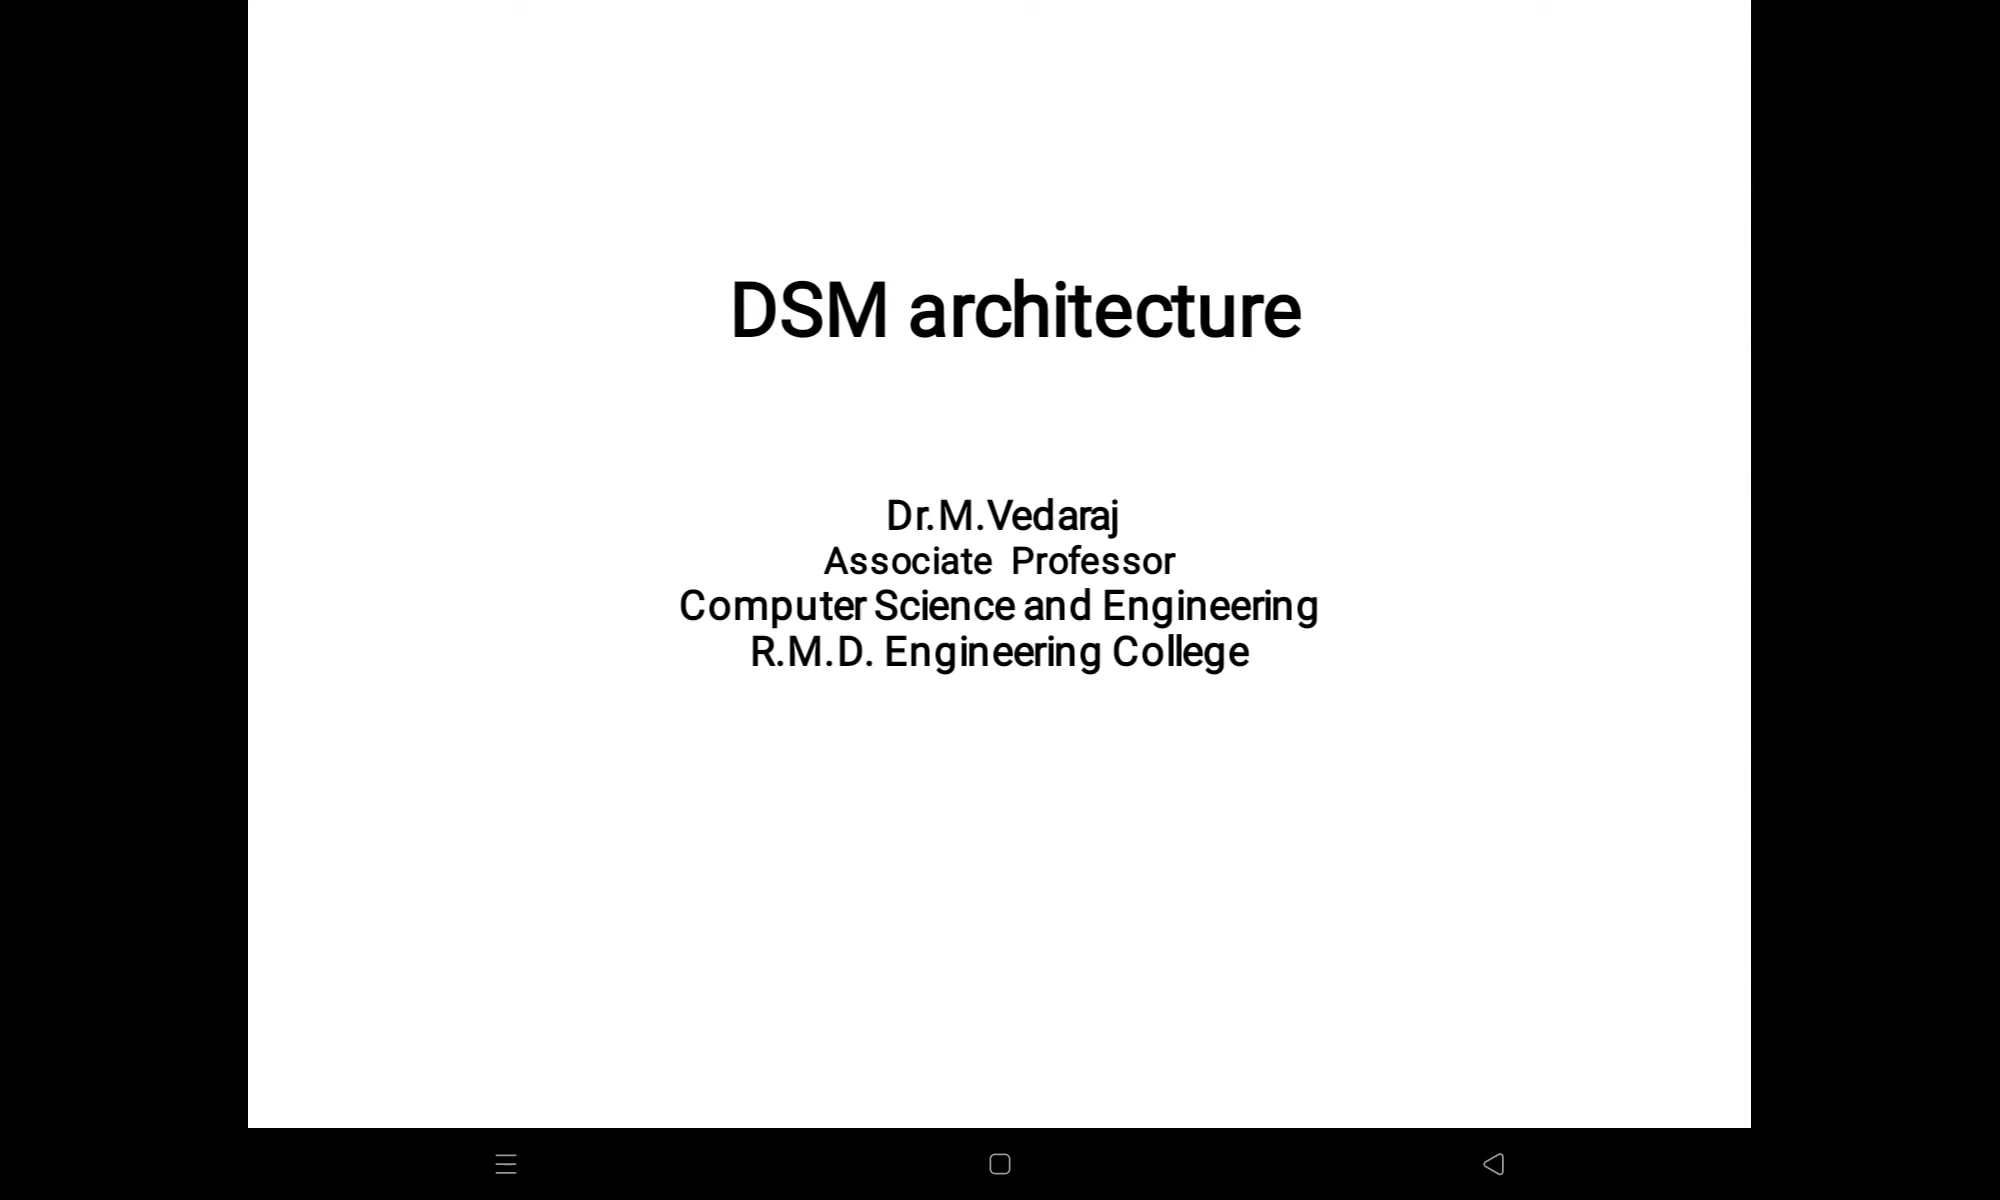 DSM architecture
Dr.M.Vedaraj
Associate Professor
Computer Science and Engineering
R.M.D. Engineering College